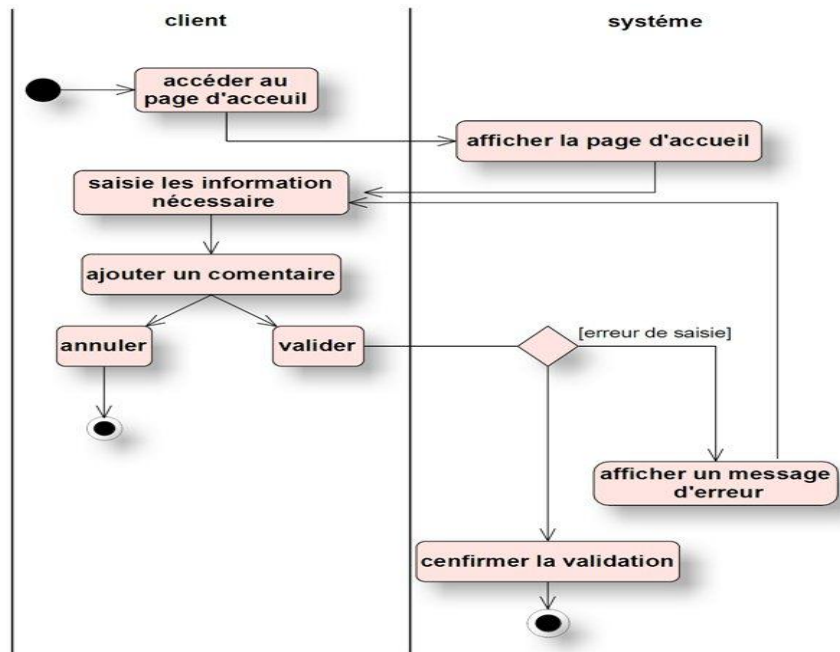 client
systéme
accéder au
page d'acceuil
afficher la page d'accueil
saisie les information
nécessaire
ajouter un comentaire
annuler
valider
[erreur de saisie]
afficher un message
d'erreur
cenfirmer la validation